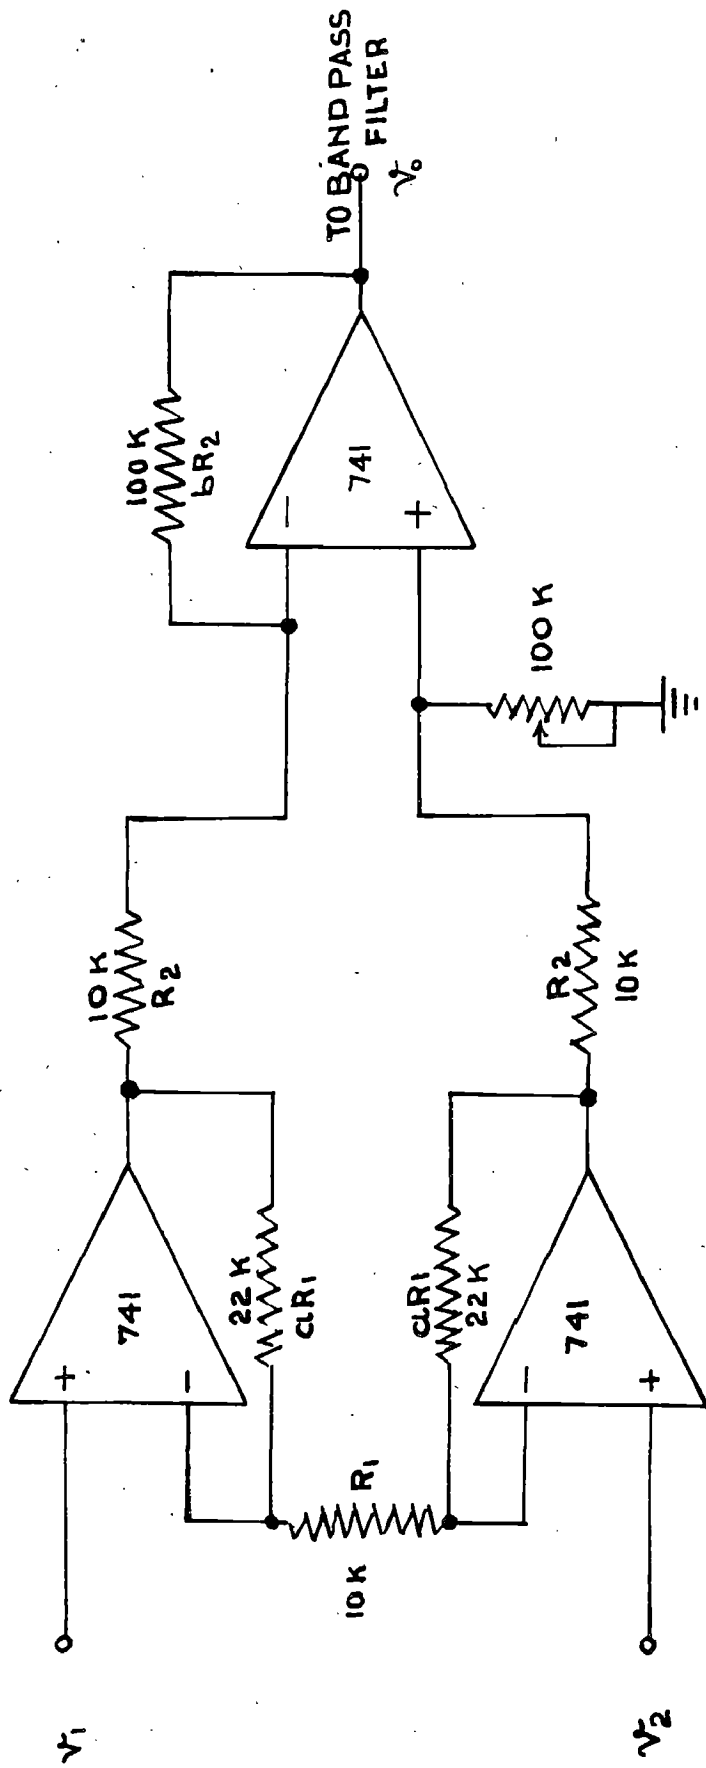 v₁
+
741
−
22 K
aR₁
10 K
R₂
R₁
10 K
aR₁
22 K
−
741
+
v₂
R₂
10 K
100 K
bR₂
−
741
+
100 K
TO BAND PASS
FILTER
v₀